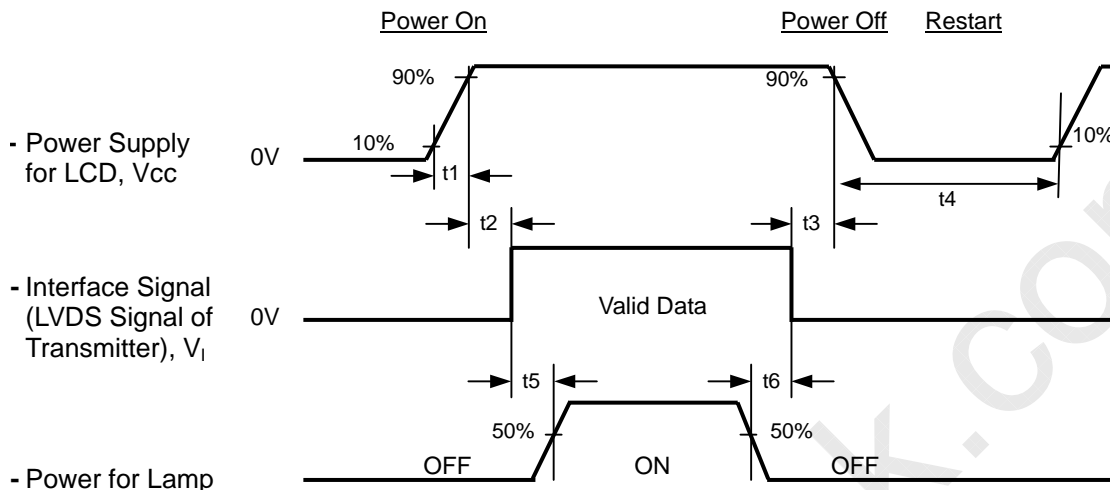 Power On
Power Off Restart
90%
90%
- Power Supply
for LCD, Vcc
0V
10%
10%
t1
t4
t2
t3
- Interface Signal
(LVDS Signal of
Transmitter), VI
0V
Valid Data
t5
t6
50%
50%
- Power for Lamp
OFF
ON
OFF
k.com